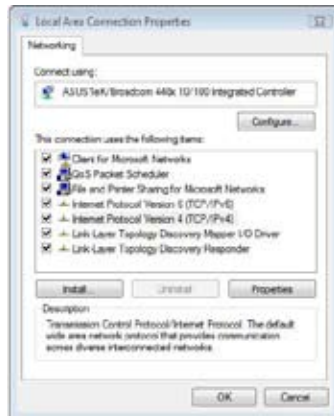 Local Area Connection Properties
Networking
Connect using:
ASUSTeK/Broadcom 440x 10/100 Integrated Controller
Configure...
This connection uses the following items:
Client for Microsoft Networks
QoS Packet Scheduler
File and Printer Sharing for Microsoft Networks
Internet Protocol Version 6 (TCP/IPv6)
Internet Protocol Version 4 (TCP/IPv4)
Link-Layer Topology Discovery Mapper I/O Driver
Link-Layer Topology Discovery Responder
Install...
Uninstall
Properties
Description
Transmission Control Protocol/Internet Protocol. The default
wide area network protocol that provides communication
across diverse interconnected networks.
OK
Cancel